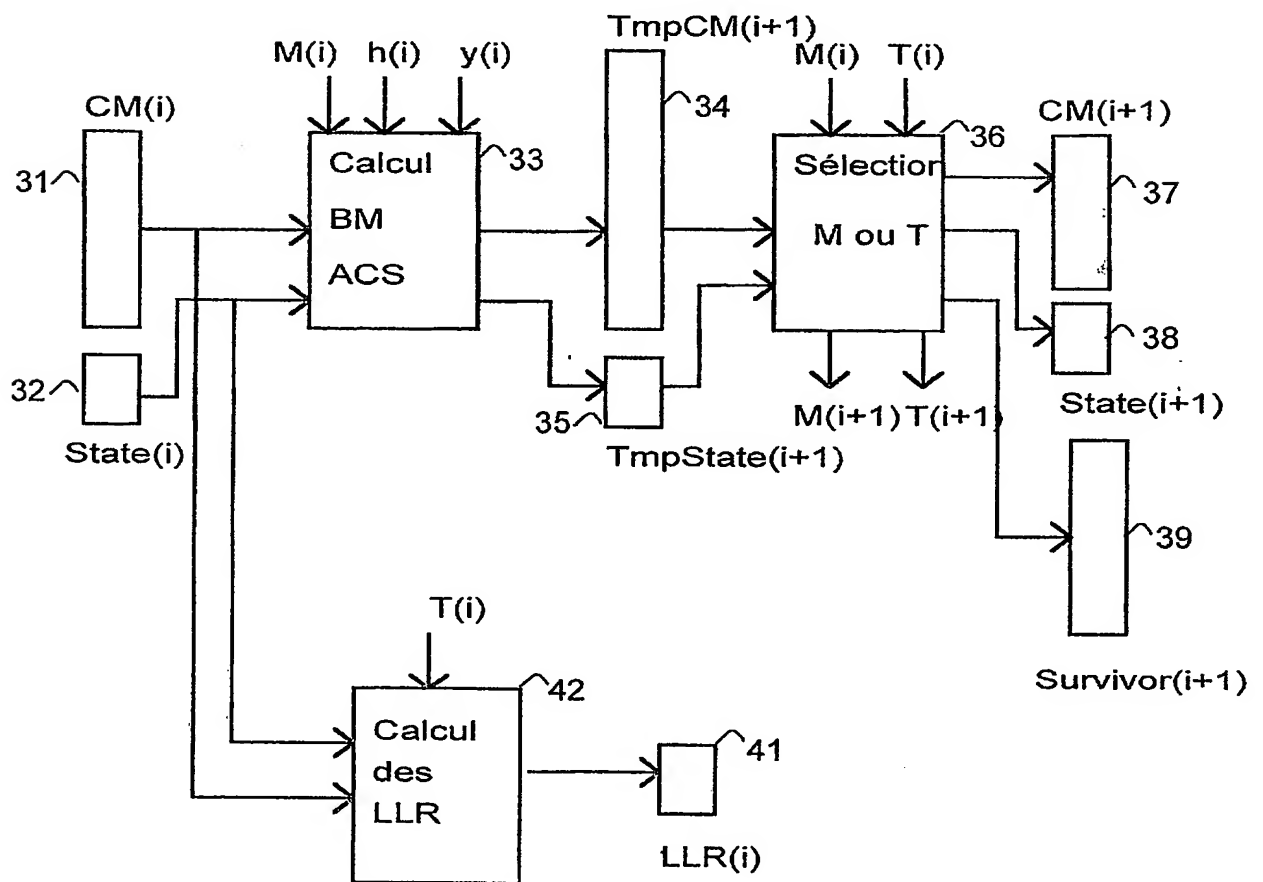 TmpCM(i+1)
M(i) h(i) y(i)
M(i) T(i)
CM(i)
34
CM(i+1)
36
31
Calcul
33
Sélection
37
BM
M ou T
ACS
32
35
38
M(i+1) T(i+1)
State(i+1)
State(i)
TmpState(i+1)
39
T(i)
42
Survivor(i+1)
Calcul
41
des
LLR
LLR(i)